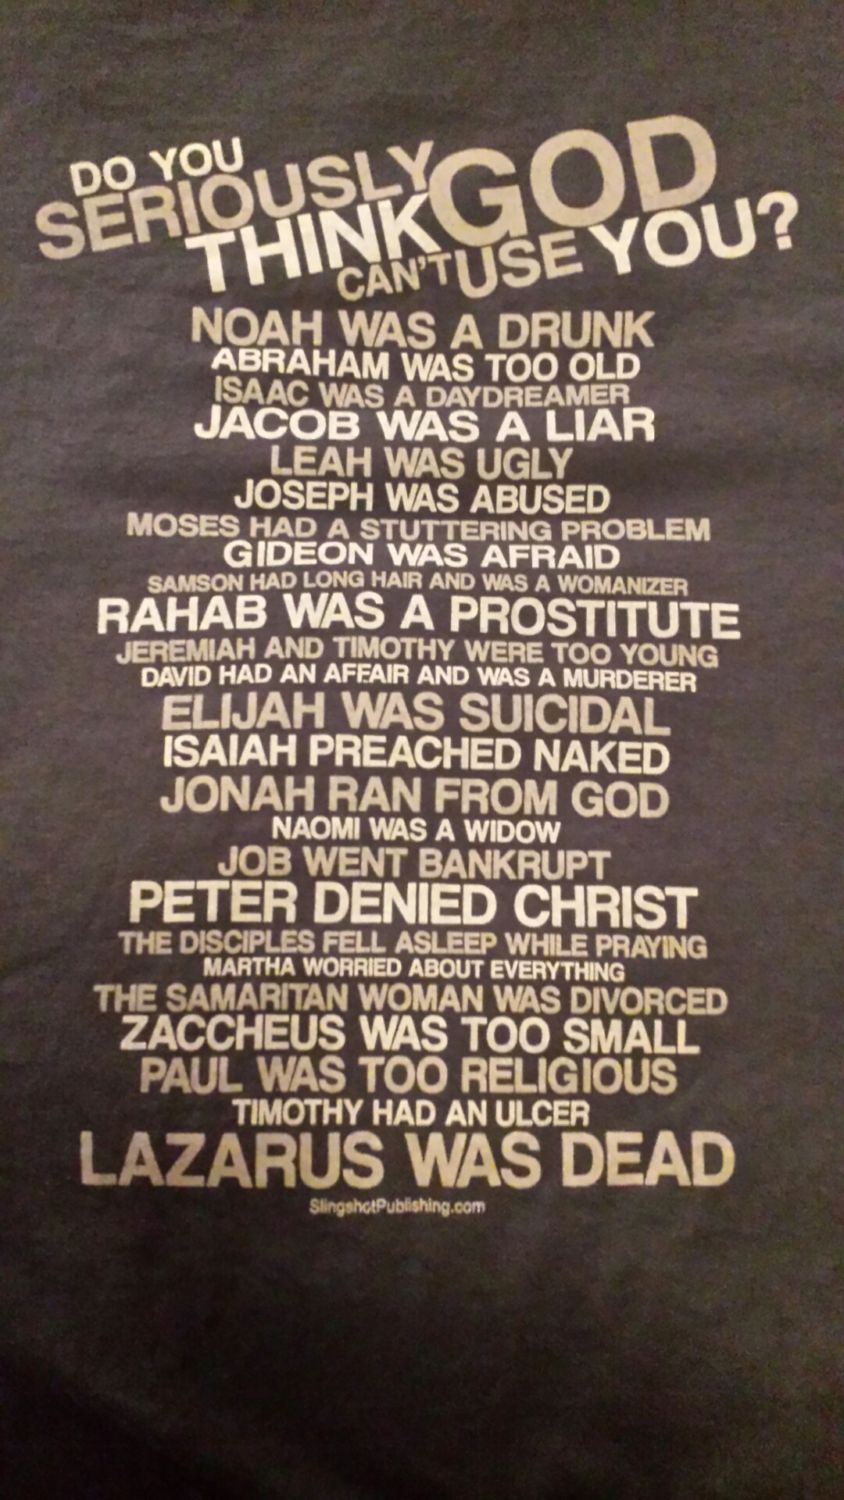 DO YOU
SERIOUSLY
THINK GOD
CAN'T USE YOU?
NOAH WAS A DRUNK
ABRAHAM WAS TOO OLD
ISAAC WAS A DAYDREAMER
JACOB WAS A LIAR
LEAH WAS UGLY
JOSEPH WAS ABUSED
MOSES HAD A STUTTERING PROBLEM
GIDEON WAS AFRAID
SAMSON HAD LONG HAIR AND WAS A WOMANIZER
RAHAB WAS A PROSTITUTE
JEREMIAH AND TIMOTHY WERE TOO YOUNG
DAVID HAD AN AFFAIR AND WAS A MURDERER
ELIJAH WAS SUICIDAL
ISAIAH PREACHED NAKED
JONAH RAN FROM GOD
NAOMI WAS A WIDOW
JOB WENT BANKRUPT
PETER DENIED CHRIST
THE DISCIPLES FELL ASLEEP WHILE PRAYING
MARTHA WORRIED ABOUT EVERYTHING
THE SAMARITAN WOMAN WAS DIVORCED
ZACCHEUS WAS TOO SMALL
PAUL WAS TOO RELIGIOUS
TIMOTHY HAD AN ULCER
LAZARUS WAS DEAD
SlingshotPublishing.com